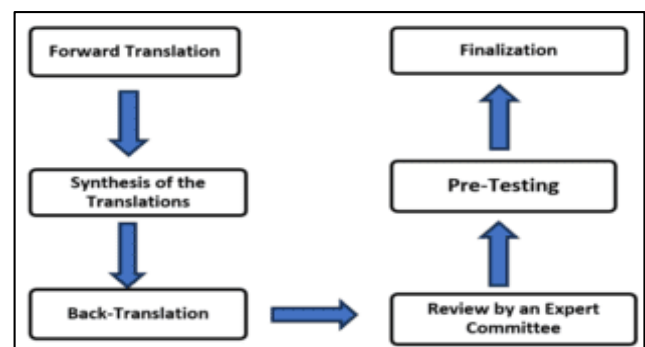 Forward Translation
Synthesis of the
Translations
Back-Translation
Review by an Expert
Committee
Pre-Testing
Finalization